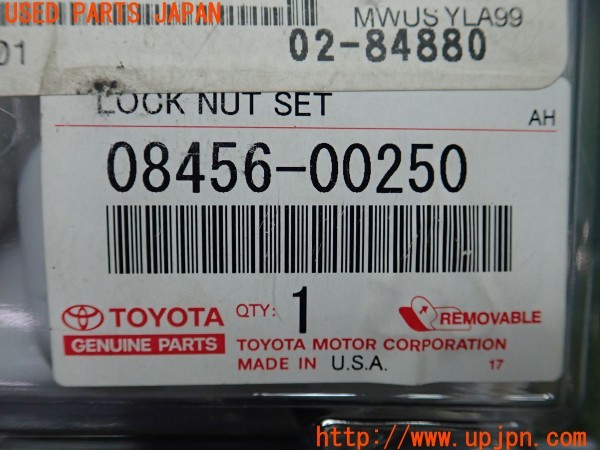 USED PARTS JAPAN
MWUS YLA99
01
02-84880
LOCK NUT SET
AH
08456-00250
TOYOTA
GENUINE PARTS
QTY: 1
REMOVABLE
TOYOTA MOTOR CORPORATION
MADE IN U.S.A.
17
http://www.upjpn.com/